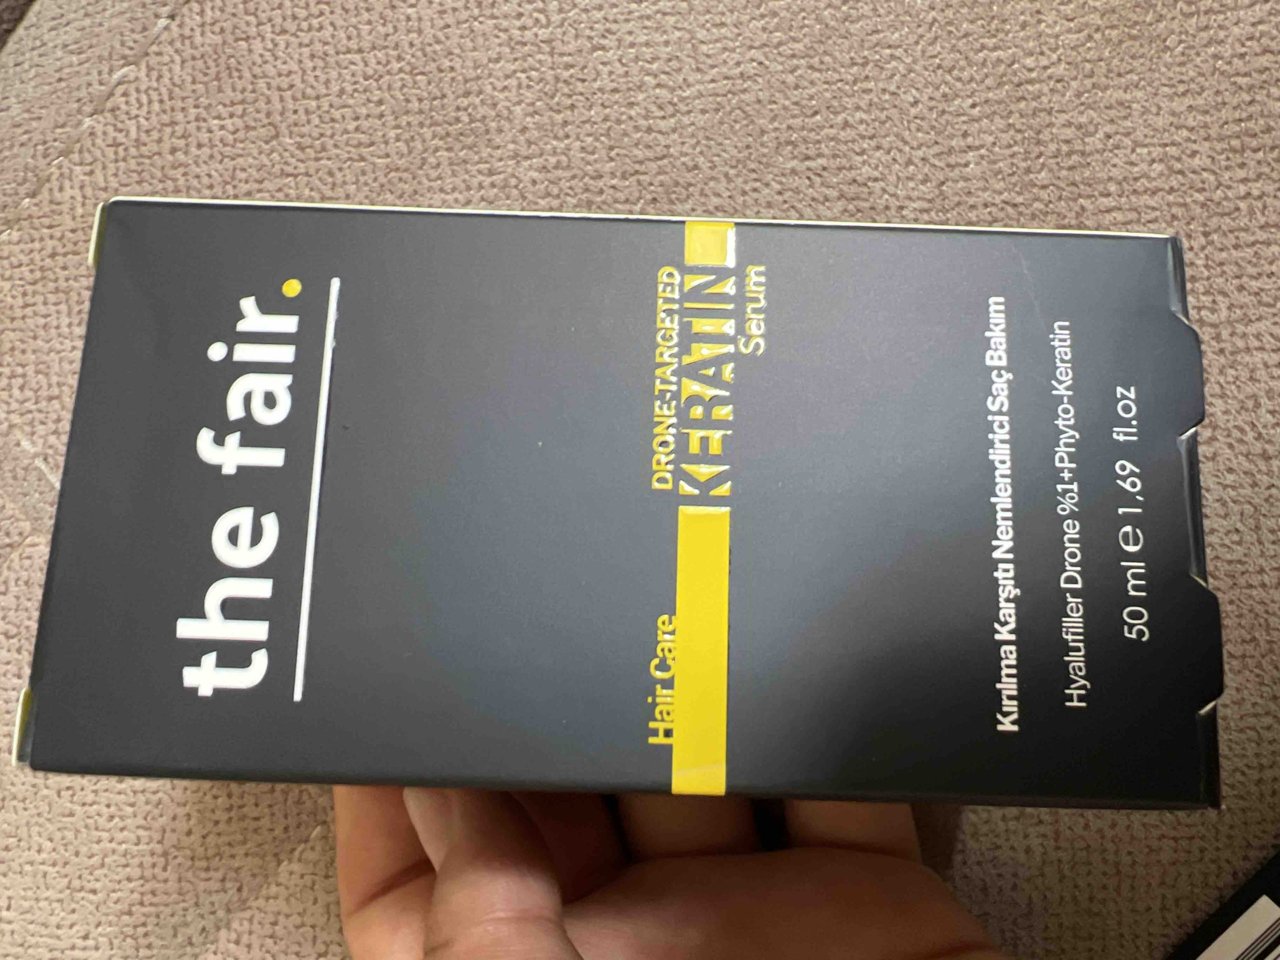 the fair.
Hair Care
DRONE-TARGETED
KERATIN
Serum
Kırılma Karşıtı Nemlendirici Saç Bakım
Hyalufiller Drone %1+Phyto-Keratin
50 ml e 1,69 fl.oz